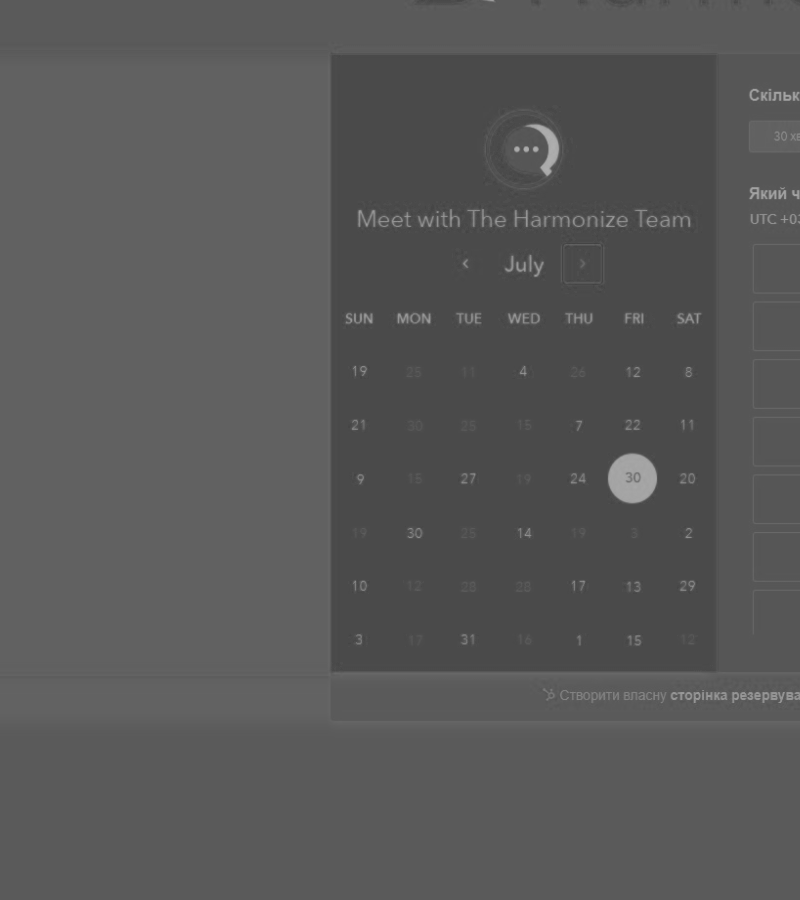 Скільк
30 хв
Який ч
UTC +03
Meet with The Harmonize Team
July
SUN MON TUE WED THU FRI SAT
19 25 11 4 26 12 8
21 30 25 15 7 22 11
9 15 27 19 24 30 20
19 30 25 14 19 5 2
10 12 28 28 17 13 29
3 17 31 16 1 15 12
Створити власну сторінка резервува